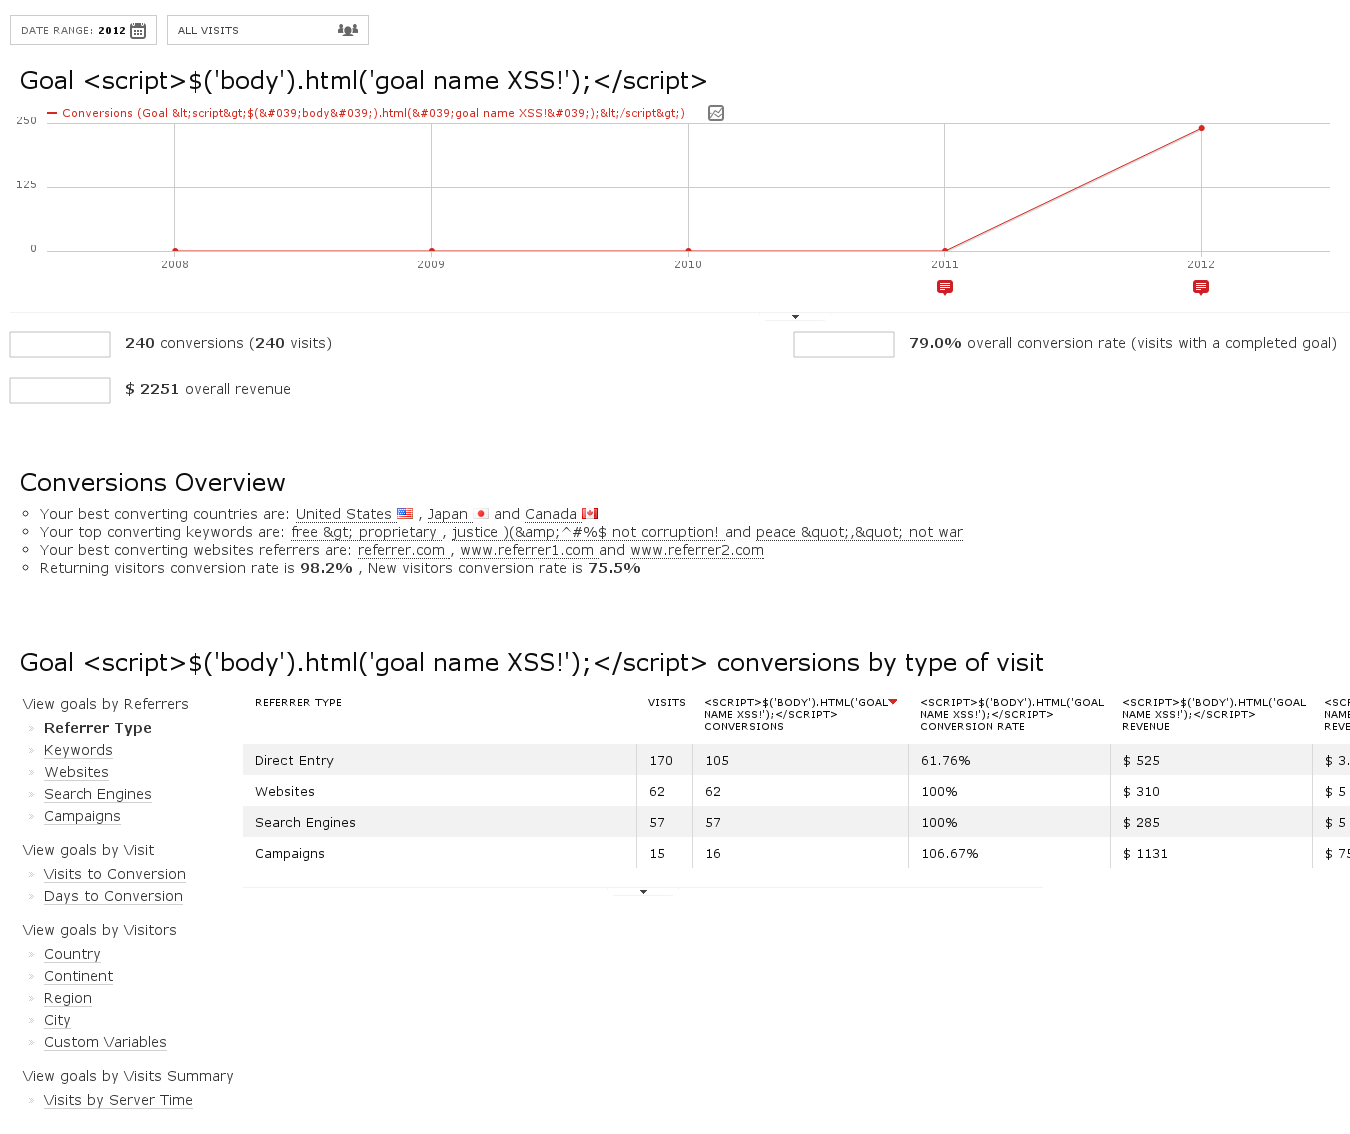 DATE RANGE: 2012
ALL VISITS
Goal <script>$('body').html('goal name XSS!');</script>
Conversions (Goal &lt;script&gt;$(&#039;body&#039;).html(&#039;goal name XSS!&#039;);&lt;/script&gt;)
250
125
0
2008 2009 2010 2011 2012
240 conversions (240 visits)
79.0% overall conversion rate (visits with a completed goal)
$ 2251 overall revenue
Conversions Overview
Your best converting countries are: United States , Japan and Canada
Your top converting keywords are: free &gt; proprietary , justice )(&amp;^#%$ not corruption! and peace &quot;,&quot; not war
Your best converting websites referrers are: referrer.com , www.referrer1.com and www.referrer2.com
Returning visitors conversion rate is 98.2% , New visitors conversion rate is 75.5%
Goal <script>$('body').html('goal name XSS!');</script> conversions by type of visit
View goals by Referrers
» Referrer Type
» Keywords
» Websites
» Search Engines
» Campaigns
View goals by Visit
» Visits to Conversion
» Days to Conversion
View goals by Visitors
» Country
» Continent
» Region
» City
» Custom Variables
View goals by Visits Summary
» Visits by Server Time
REFERRER TYPE VISITS <SCRIPT>$('BODY').HTML('GOAL <SCRIPT>$('BODY').HTML('GOAL <SCRIPT>$('BODY').HTML('GOAL <SCR
NAME XSS!');</SCRIPT> NAME XSS!');</SCRIPT> NAME XSS!');</SCRIPT> NAME
CONVERSIONS CONVERSION RATE REVENUE REVE
Direct Entry 170 105 61.76% $ 525 $ 3.
Websites 62 62 100% $ 310 $ 5
Search Engines 57 57 100% $ 285 $ 5
Campaigns 15 16 106.67% $ 1131 $ 75